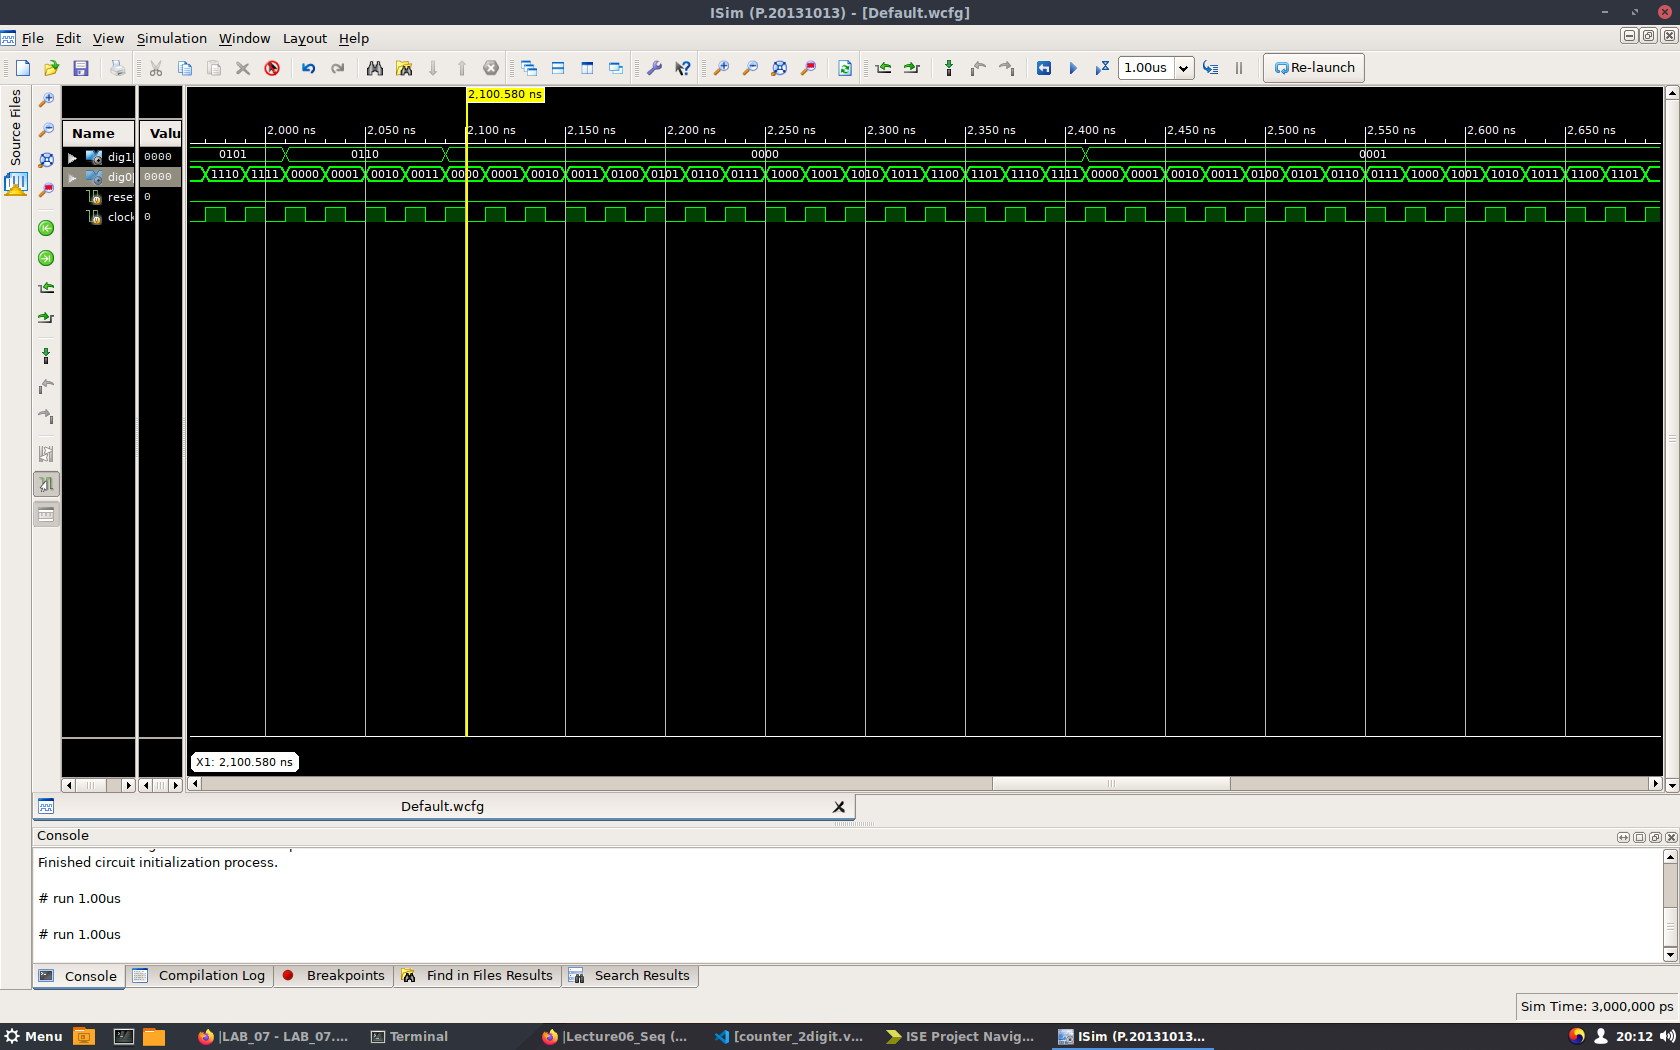 ISim (P.20131013) - [Default.wcfg]
File Edit View Simulation Window Layout Help
1.00us Re-launch
Source Files
2,100.580 ns
Name Valu
2,000 ns 2,050 ns 2,100 ns 2,150 ns 2,200 ns 2,250 ns 2,300 ns 2,350 ns 2,400 ns 2,450 ns 2,500 ns 2,550 ns 2,600 ns 2,650 ns
dig1[ 0000 0101 0110 0000 0001
dig0[ 0000 1110 1111 0000 0001 0010 0011 0000 0001 0010 0011 0100 0101 0110 0111 1000 1001 1010 1011 1100 1101 1110 1111 0000 0001 0010 0011 0100 0101 0110 0111 1000 1001 1010 1011 1100 1101
rese 0
clock 0
X1: 2,100.580 ns
Default.wcfg
Console
Finished circuit initialization process.
# run 1.00us
# run 1.00us
Console Compilation Log Breakpoints Find in Files Results Search Results
Sim Time: 3,000,000 ps
Menu |LAB_07 - LAB_07.... Terminal |Lecture06_Seq (... [counter_2digit.v... ISE Project Navig... ISim (P.20131013... 20:12